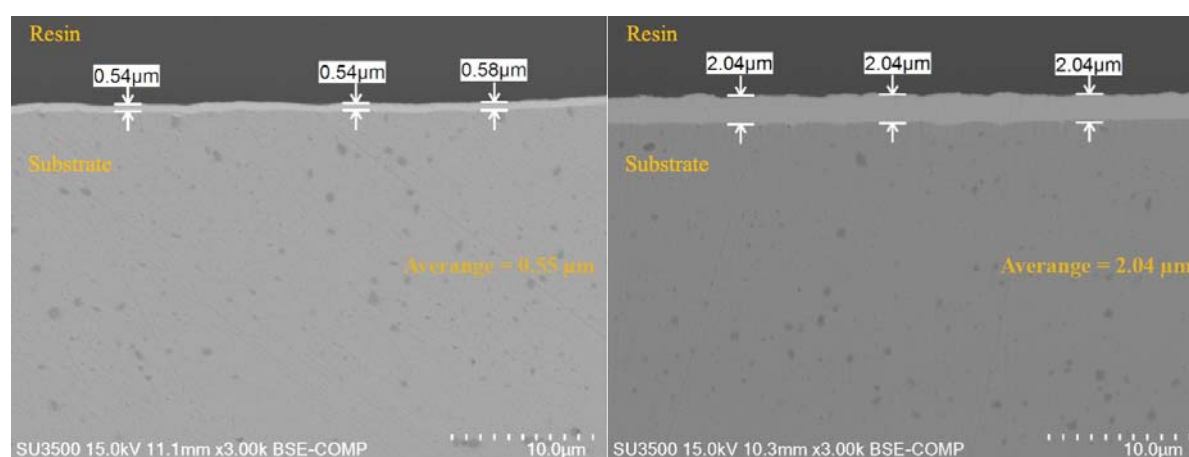 Resin
0.54μm
0.54μm
0.58μm
Substrate
Averange = 0.55 μm
SU3500 15.0kV 11.1mm x3.00k BSE-COMP
10.0μm
Resin
2.04μm
2.04μm
2.04μm
Substrate
Averange = 2.04 μm
SU3500 15.0kV 10.3mm x3.00k BSE-COMP
10.0μm